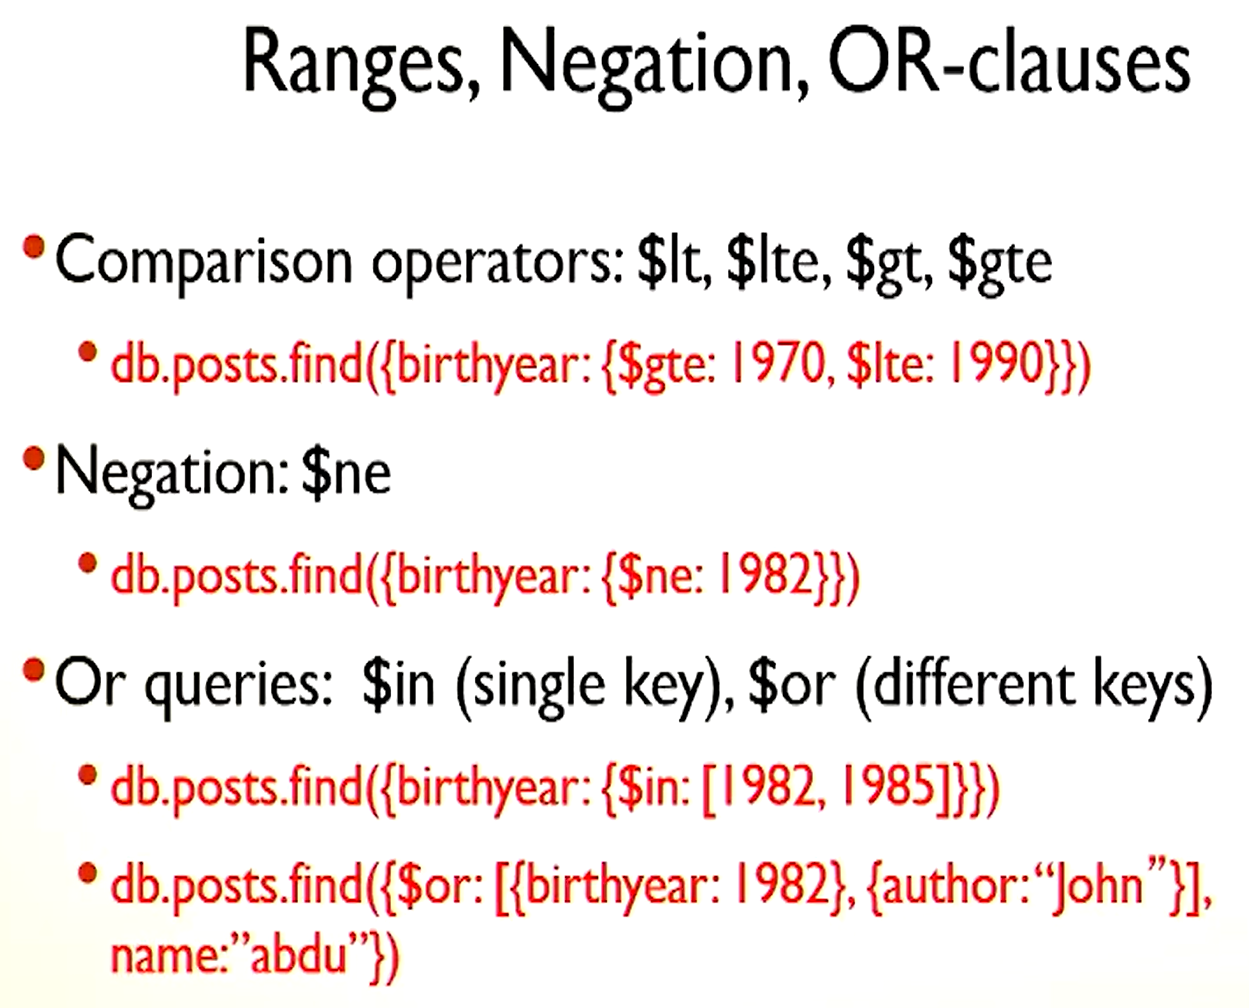 Ranges, Negation, OR-clauses
• Comparison operators: $lt, $lte, $gt, $gte
• db.posts.find({birthyear: {$gte: 1970, $lte: 1990}})
• Negation: $ne
• db.posts.find({birthyear: {$ne: 1982}})
• Or queries:  $in (single key), $or (different keys)
• db.posts.find({birthyear: {$in: [1982, 1985]}})
• db.posts.find({$or: [{birthyear: 1982}, {author:“John”}],
name:”abdu”})